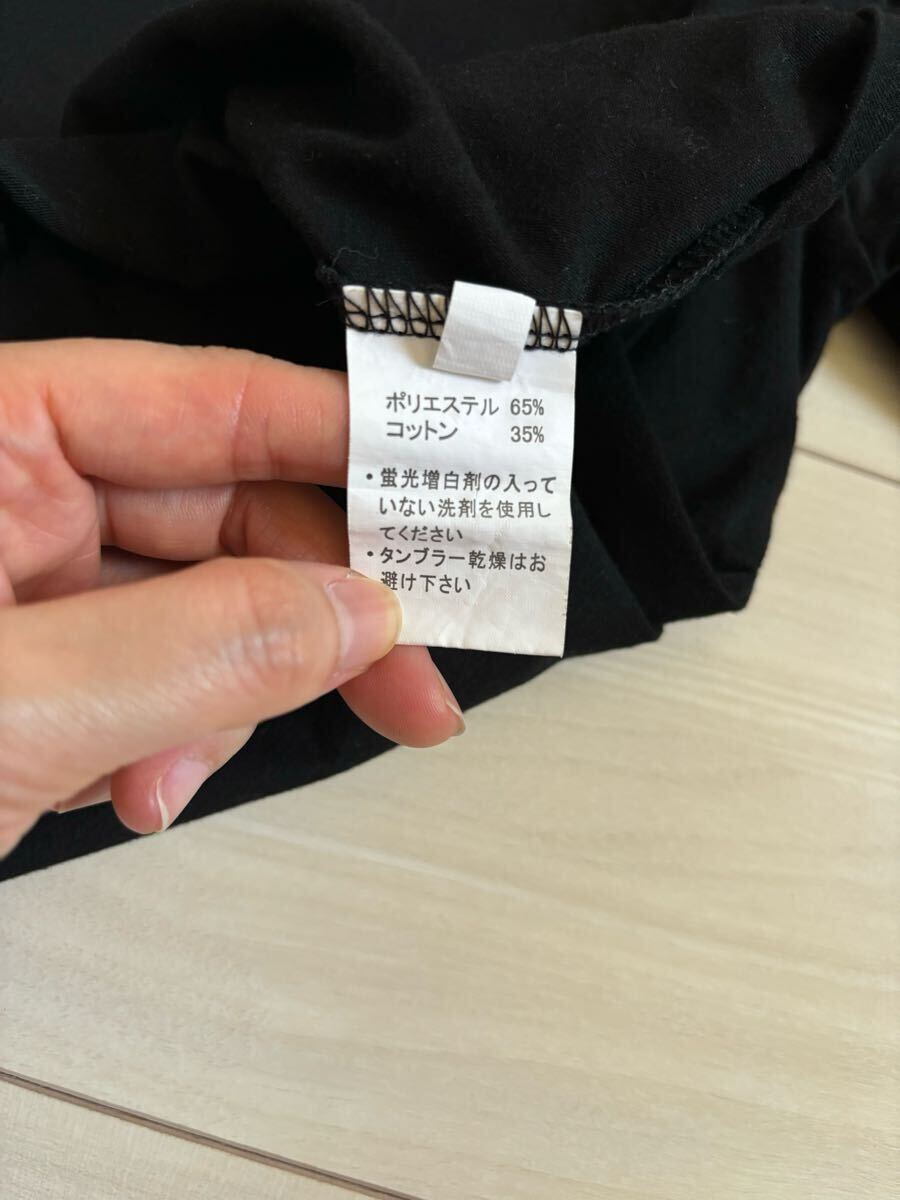 ポリエステル 65%
コットン 35%
・蛍光増白剤の入って
いない洗剤を使用し
てください
・タンブラー乾燥はお
避け下さい